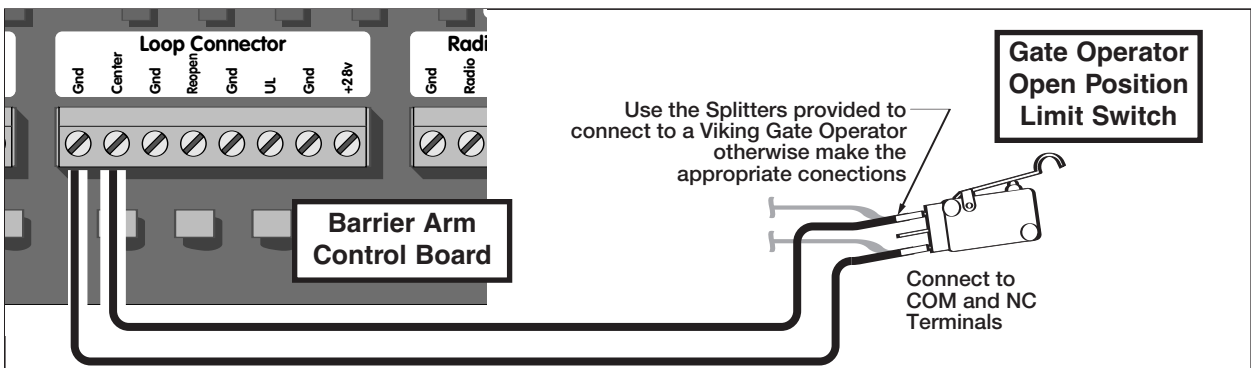 Loop Connector
Gnd
Center
Gnd
Reopen
Gnd
UL
Gnd
+28v
Radi
Gnd
Radio
Barrier Arm
Control Board
Use the Splitters provided to
connect to a Viking Gate Operator
otherwise make the
appropriate conections
Gate Operator
Open Position
Limit Switch
Connect to
COM and NC
Terminals